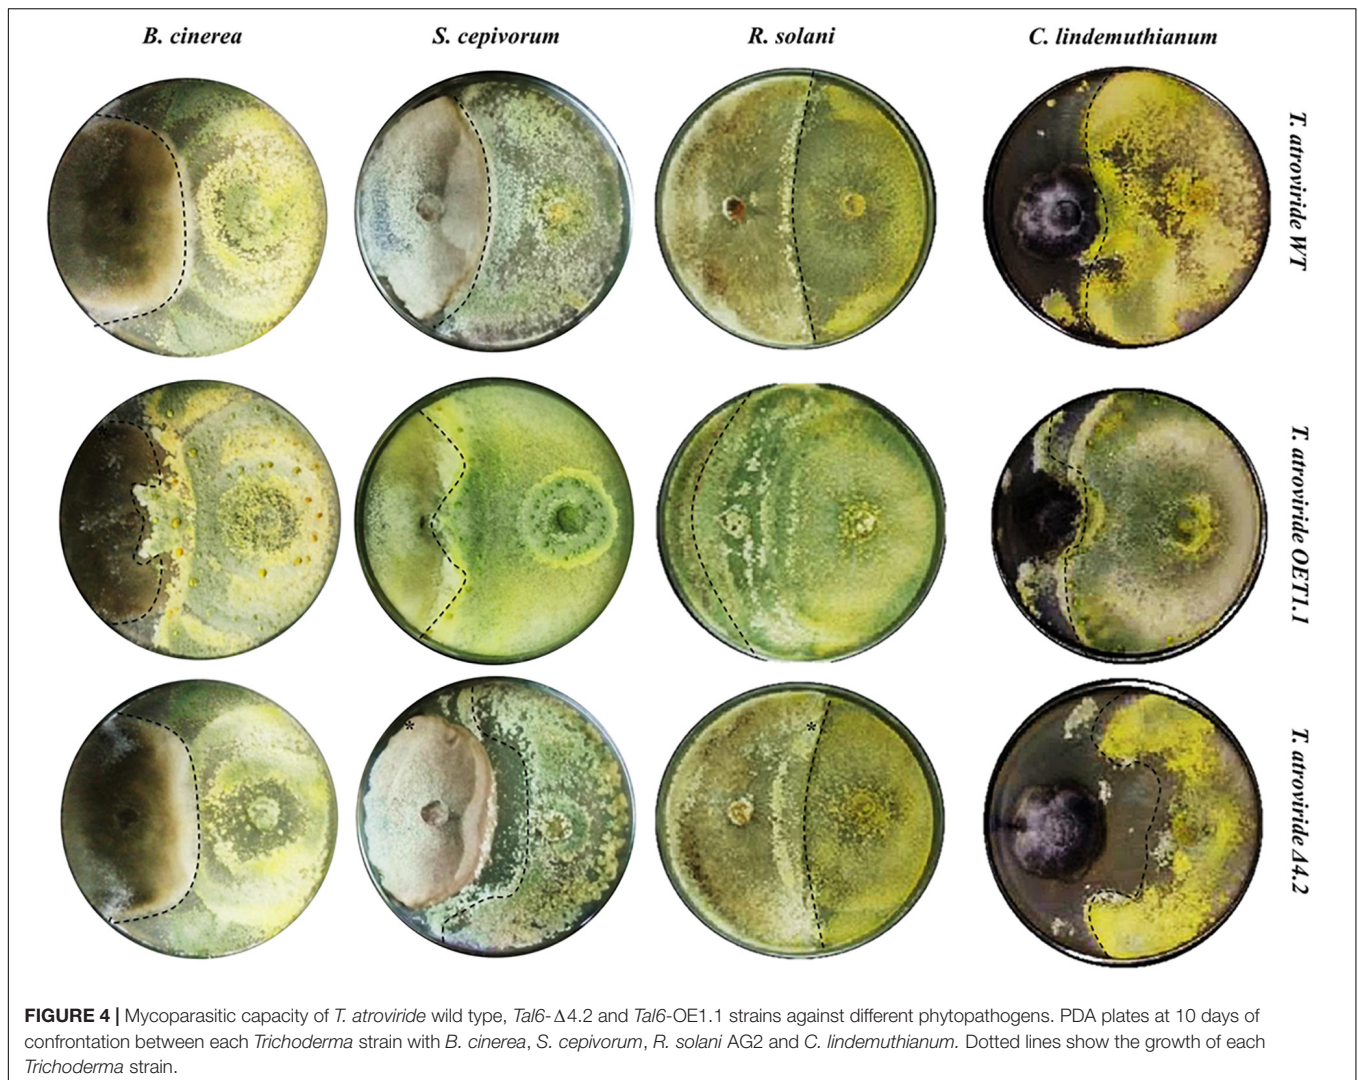 B. cinerea
S. cepivorum
R. solani
C. lindemuthianum
T. atroviride WT
T. atroviride OE1.1
*
*
T. atroviride Δ4.2
FIGURE 4 | Mycoparasitic capacity of T. atroviride wild type, Tal6-Δ4.2 and Tal6-OE1.1 strains against different phytopathogens. PDA plates at 10 days of
confrontation between each Trichoderma strain with B. cinerea, S. cepivorum, R. solani AG2 and C. lindemuthianum. Dotted lines show the growth of each
Trichoderma strain.